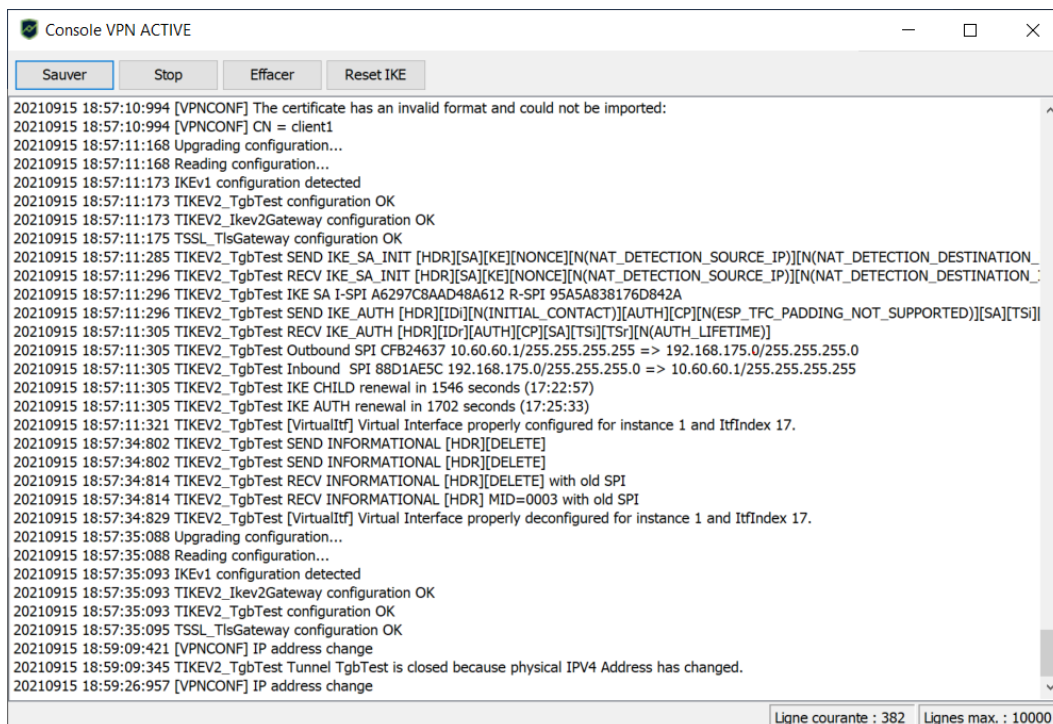 Console VPN ACTIVE
Sauver Stop Effacer Reset IKE
20210915 18:57:10:994 [VPNCONF] The certificate has an invalid format and could not be imported:
20210915 18:57:10:994 [VPNCONF] CN = client1
20210915 18:57:11:168 Upgrading configuration...
20210915 18:57:11:168 Reading configuration...
20210915 18:57:11:173 IKEv1 configuration detected
20210915 18:57:11:173 TIKEV2_TgbTest configuration OK
20210915 18:57:11:173 TIKEV2_Ikev2Gateway configuration OK
20210915 18:57:11:175 TSSL_TlsGateway configuration OK
20210915 18:57:11:285 TIKEV2_TgbTest SEND IKE_SA_INIT [HDR][SA][KE][NONCE][N(NAT_DETECTION_SOURCE_IP)][N(NAT_DETECTION_DESTINATION_
20210915 18:57:11:296 TIKEV2_TgbTest RECV IKE_SA_INIT [HDR][SA][KE][NONCE][N(NAT_DETECTION_SOURCE_IP)][N(NAT_DETECTION_DESTINATION_
20210915 18:57:11:296 TIKEV2_TgbTest IKE SA I-SPI A6297C8AAD48A612 R-SPI 95A5A838176D842A
20210915 18:57:11:296 TIKEV2_TgbTest SEND IKE_AUTH [HDR][IDi][N(INITIAL_CONTACT)][AUTH][CP][N(ESP_TFC_PADDING_NOT_SUPPORTED)][SA][TSi][
20210915 18:57:11:305 TIKEV2_TgbTest RECV IKE_AUTH [HDR][IDr][AUTH][CP][SA][TSi][TSr][N(AUTH_LIFETIME)]
20210915 18:57:11:305 TIKEV2_TgbTest Outbound SPI CFB24637 10.60.60.1/255.255.255.255 => 192.168.175.0/255.255.255.0
20210915 18:57:11:305 TIKEV2_TgbTest Inbound  SPI 88D1AE5C 192.168.175.0/255.255.255.0 => 10.60.60.1/255.255.255.255
20210915 18:57:11:305 TIKEV2_TgbTest IKE CHILD renewal in 1546 seconds (17:22:57)
20210915 18:57:11:305 TIKEV2_TgbTest IKE AUTH renewal in 1702 seconds (17:25:33)
20210915 18:57:11:321 TIKEV2_TgbTest [VirtualItf] Virtual Interface properly configured for instance 1 and ItfIndex 17.
20210915 18:57:34:802 TIKEV2_TgbTest SEND INFORMATIONAL [HDR][DELETE]
20210915 18:57:34:802 TIKEV2_TgbTest SEND INFORMATIONAL [HDR][DELETE]
20210915 18:57:34:814 TIKEV2_TgbTest RECV INFORMATIONAL [HDR][DELETE] with old SPI
20210915 18:57:34:814 TIKEV2_TgbTest RECV INFORMATIONAL [HDR] MID=0003 with old SPI
20210915 18:57:34:829 TIKEV2_TgbTest [VirtualItf] Virtual Interface properly deconfigured for instance 1 and ItfIndex 17.
20210915 18:57:35:088 Upgrading configuration...
20210915 18:57:35:088 Reading configuration...
20210915 18:57:35:093 IKEv1 configuration detected
20210915 18:57:35:093 TIKEV2_Ikev2Gateway configuration OK
20210915 18:57:35:093 TIKEV2_TgbTest configuration OK
20210915 18:57:35:095 TSSL_TlsGateway configuration OK
20210915 18:59:09:421 [VPNCONF] IP address change
20210915 18:59:09:345 TIKEV2_TgbTest Tunnel TgbTest is closed because physical IPV4 Address has changed.
20210915 18:59:26:957 [VPNCONF] IP address change
Ligne courante : 382 Lignes max. : 10000